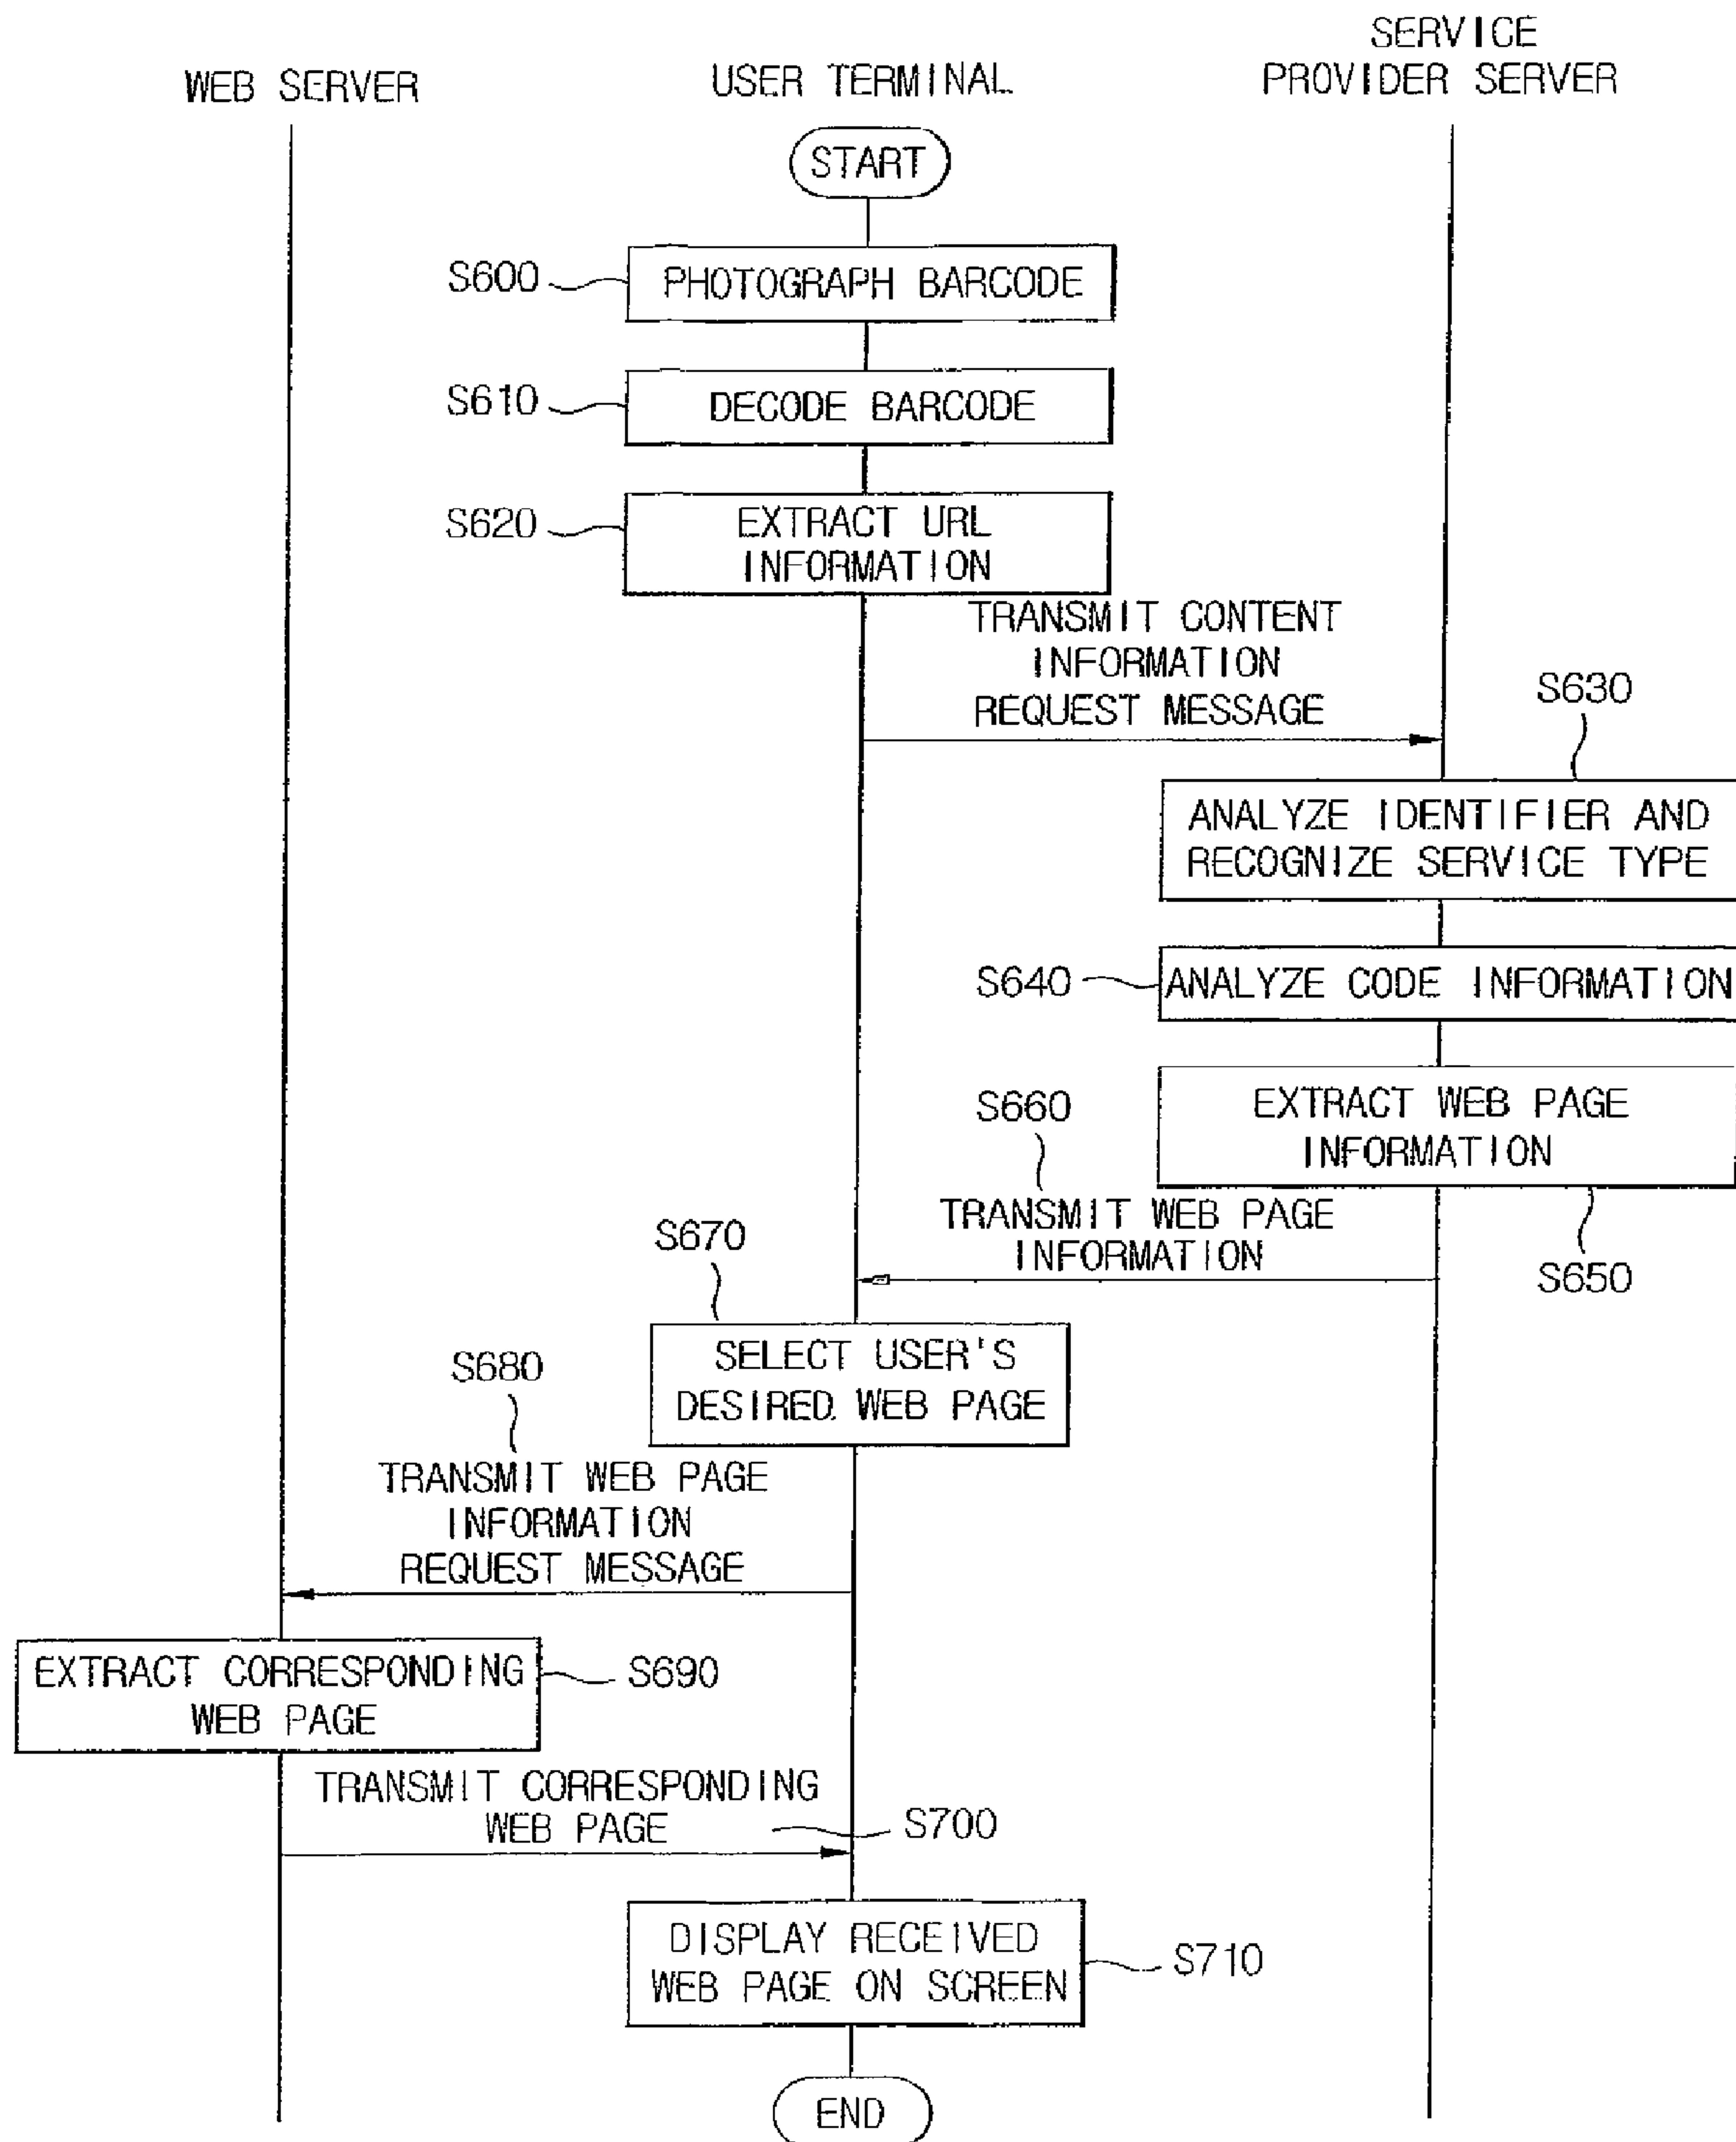 WEB SERVER
USER TERMINAL
SERVICE
PROVIDER SERVER
START
S600
PHOTOGRAPH BARCODE
S610
DECODE BARCODE
S620
EXTRACT URL
INFORMATION
TRANSMIT CONTENT
INFORMATION
REQUEST MESSAGE
S630
ANALYZE IDENTIFIER AND
RECOGNIZE SERVICE TYPE
S640
ANALYZE CODE INFORMATION
EXTRACT WEB PAGE
INFORMATION
S650
S660
TRANSMIT WEB PAGE
INFORMATION
S670
SELECT USER'S
DESIRED WEB PAGE
S680
TRANSMIT WEB PAGE
INFORMATION
REQUEST MESSAGE
EXTRACT CORRESPONDING
WEB PAGE
S690
TRANSMIT CORRESPONDING
WEB PAGE
S700
DISPLAY RECEIVED
WEB PAGE ON SCREEN
S710
END